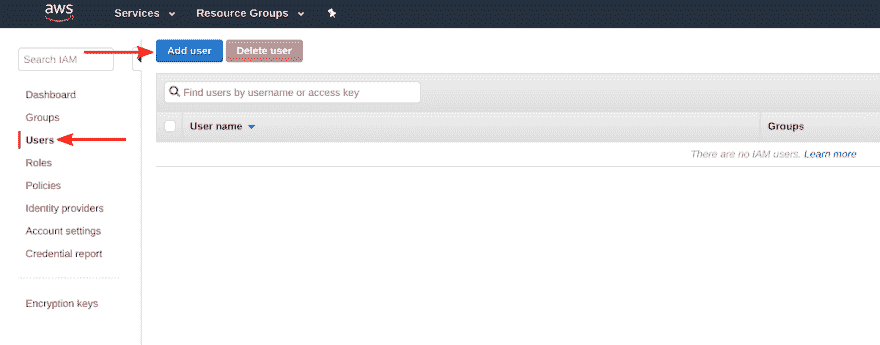 aws Services Resource Groups
Search IAM
Add user Delete user
Find users by username or access key
Dashboard
Groups
Users
Roles
Policies
Identity providers
Account settings
Credential report
Encryption keys
User name Groups
There are no IAM users. Learn more